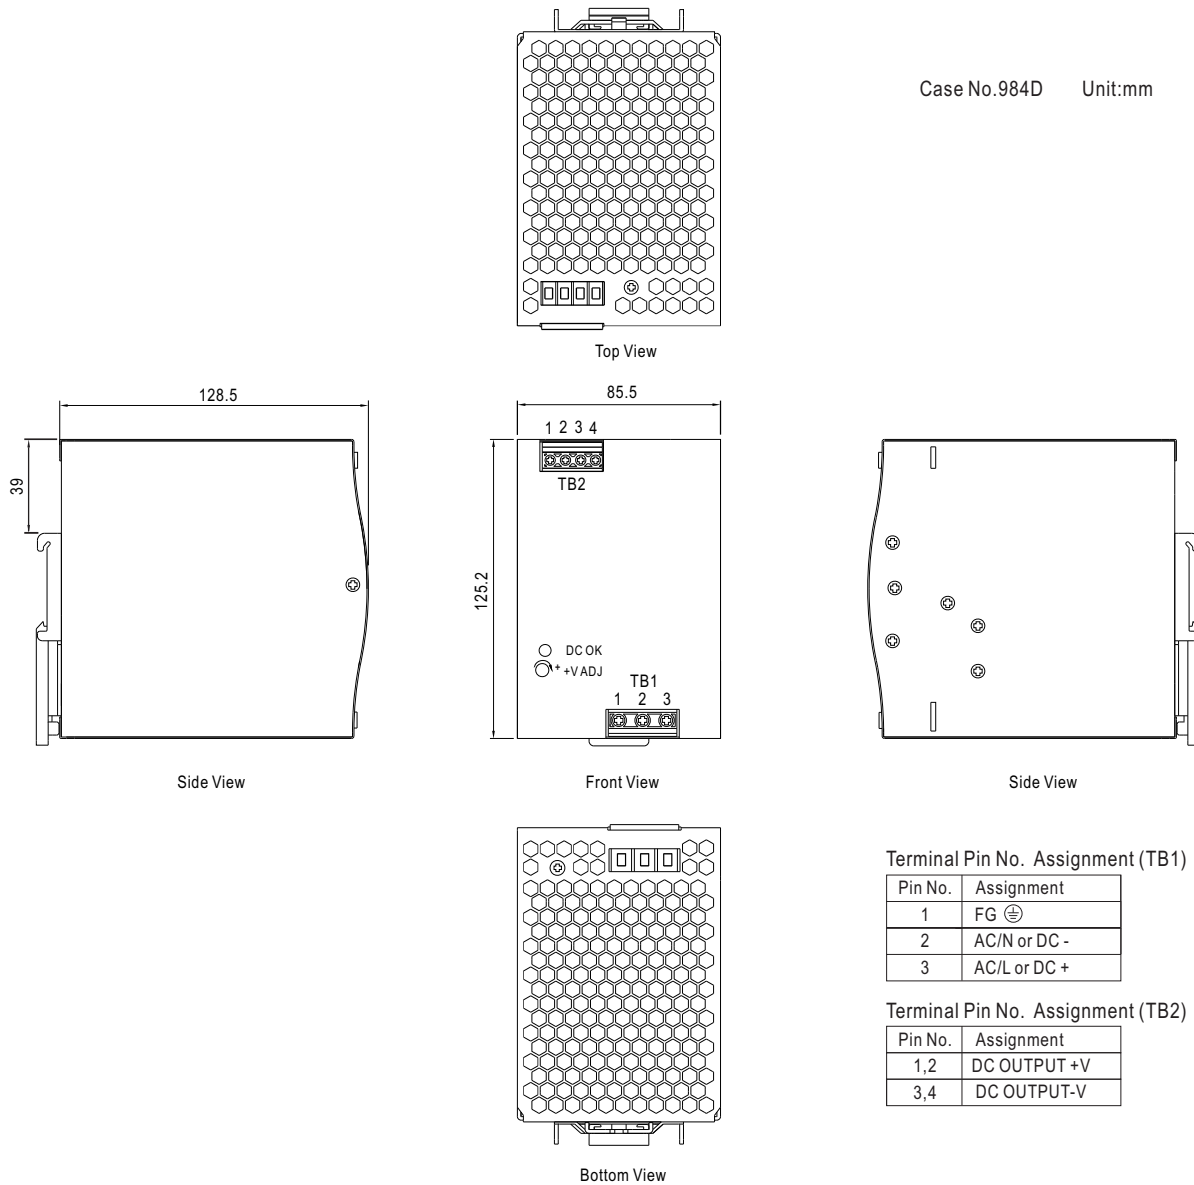 Case No.984D Unit:mm
Top View
128.5
85.5
39
125.2
1 2 3 4
TB2
DC OK
+ +V ADJ
TB1
1 2 3
Side View
Front View
Side View
Terminal Pin No. Assignment (TB1)
Pin No. Assignment
1 FG
2 AC/N or DC -
3 AC/L or DC +
Terminal Pin No. Assignment (TB2)
Pin No. Assignment
1,2 DC OUTPUT +V
3,4 DC OUTPUT-V
Bottom View